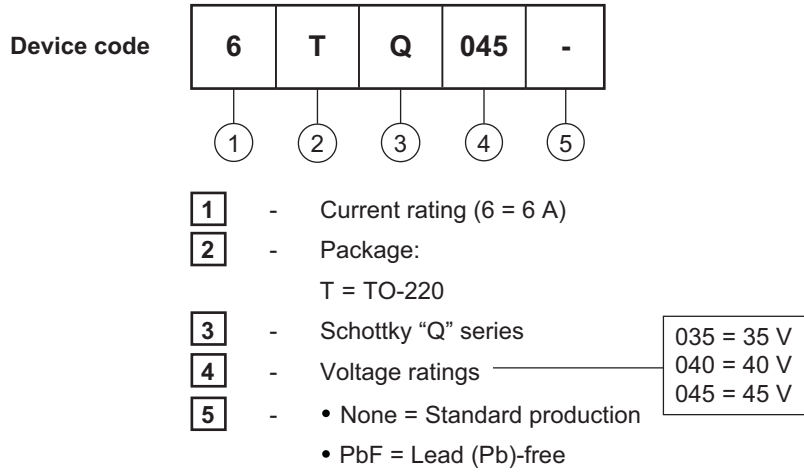 Device code 6 T Q 045 -
1 2 3 4 5
1 - Current rating (6 = 6 A)
2 - Package:
T = TO-220
3 - Schottky “Q” series
4 - Voltage ratings
035 = 35 V
040 = 40 V
045 = 45 V
5 - • None = Standard production
• PbF = Lead (Pb)-free